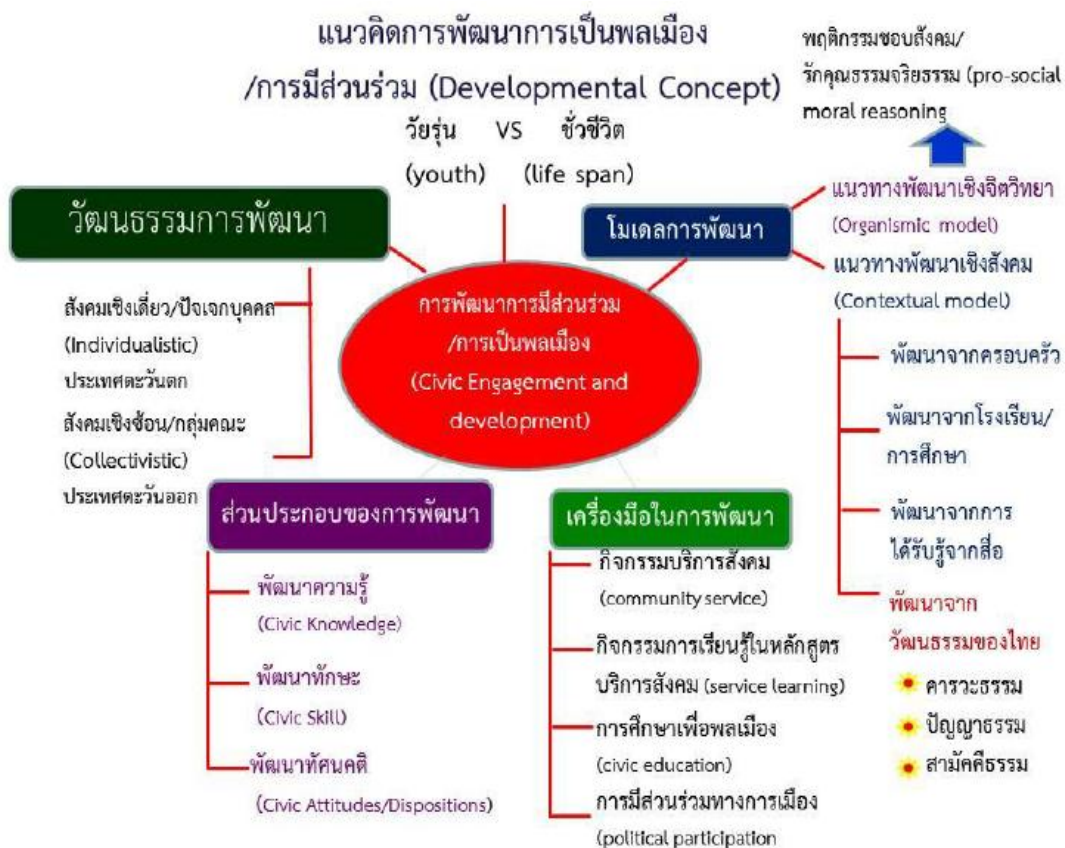 แนวคิดการพัฒนาการเป็นพลเมือง
/การมีส่วนร่วม (Developmental Concept)
วัยรุ่น VS ชั่วชีวิต
(youth) (life span)
พฤติกรรมชอบสังคม/
รักคุณธรรมจริยธรรม (pro-social
moral reasoning
วัฒนธรรมการพัฒนา
สังคมเชิงเดี่ยว/ปัจเจกบุคคล
(Individualistic)
ประเทศตะวันตก
สังคมเชิงซ้อน/กลุ่มคณะ
(Collectivistic)
ประเทศตะวันออก
การพัฒนาการมีส่วนร่วม
/การเป็นพลเมือง
(Civic Engagement and
development)
โมเดลการพัฒนา
แนวทางพัฒนาเชิงจิตวิทยา
(Organismic model)
แนวทางพัฒนาเชิงสังคม
(Contextual model)
พัฒนาจากครอบครัว
พัฒนาจากโรงเรียน/
การศึกษา
พัฒนาจากการ
ได้รับรู้จากสื่อ
พัฒนาจาก
วัฒนธรรมของไทย
คารวะธรรม
ปัญญาธรรม
สามัคคีธรรม
ส่วนประกอบของการพัฒนา
พัฒนาความรู้
(Civic Knowledge)
พัฒนาทักษะ
(Civic Skill)
พัฒนาทัศนคติ
(Civic Attitudes/Dispositions)
เครื่องมือในการพัฒนา
กิจกรรมบริการสังคม
(community service)
กิจกรรมการเรียนรู้ในหลักสูตร
บริการสังคม (service learning)
การศึกษาเพื่อพลเมือง
(civic education)
การมีส่วนร่วมทางการเมือง
(political participation